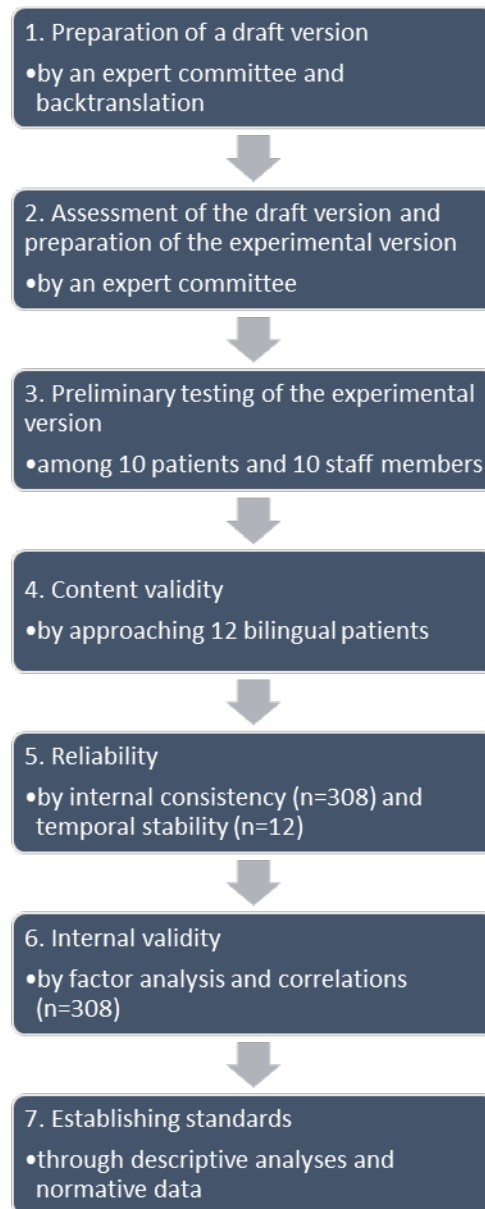 1. Preparation of a draft version
•by an expert committee and
backtranslation
2. Assessment of the draft version and
preparation of the experimental version
•by an expert committee
3. Preliminary testing of the experimental
version
•among 10 patients and 10 staff members
4. Content validity
•by approaching 12 bilingual patients
5. Reliability
•by internal consistency (n=308) and
temporal stability (n=12)
6. Internal validity
•by factor analysis and correlations
(n=308)
7. Establishing standards
•through descriptive analyses and
normative data